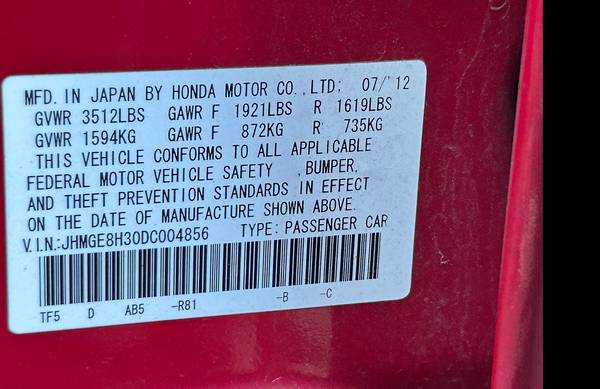 MFD. IN JAPAN BY HONDA MOTOR CO., LTD: 07/'12
GVWR 3512LBS GAWR F 1921LBS R 1619LBS
GVWR 1594KG GAWR F 872KG R 735KG
THIS VEHICLE CONFORMS TO ALL APPLICABLE
FEDERAL MOTOR VEHICLE SAFETY ,BUMPER,
AND THEFT PREVENTION STANDARDS IN EFFECT
ON THE DATE OF MANUFACTURE SHOWN ABOVE.
V.I.N.:JHMGE8H30DC004856 TYPE: PASSENGER CAR
TF5 D AB5 -R81 -B -C